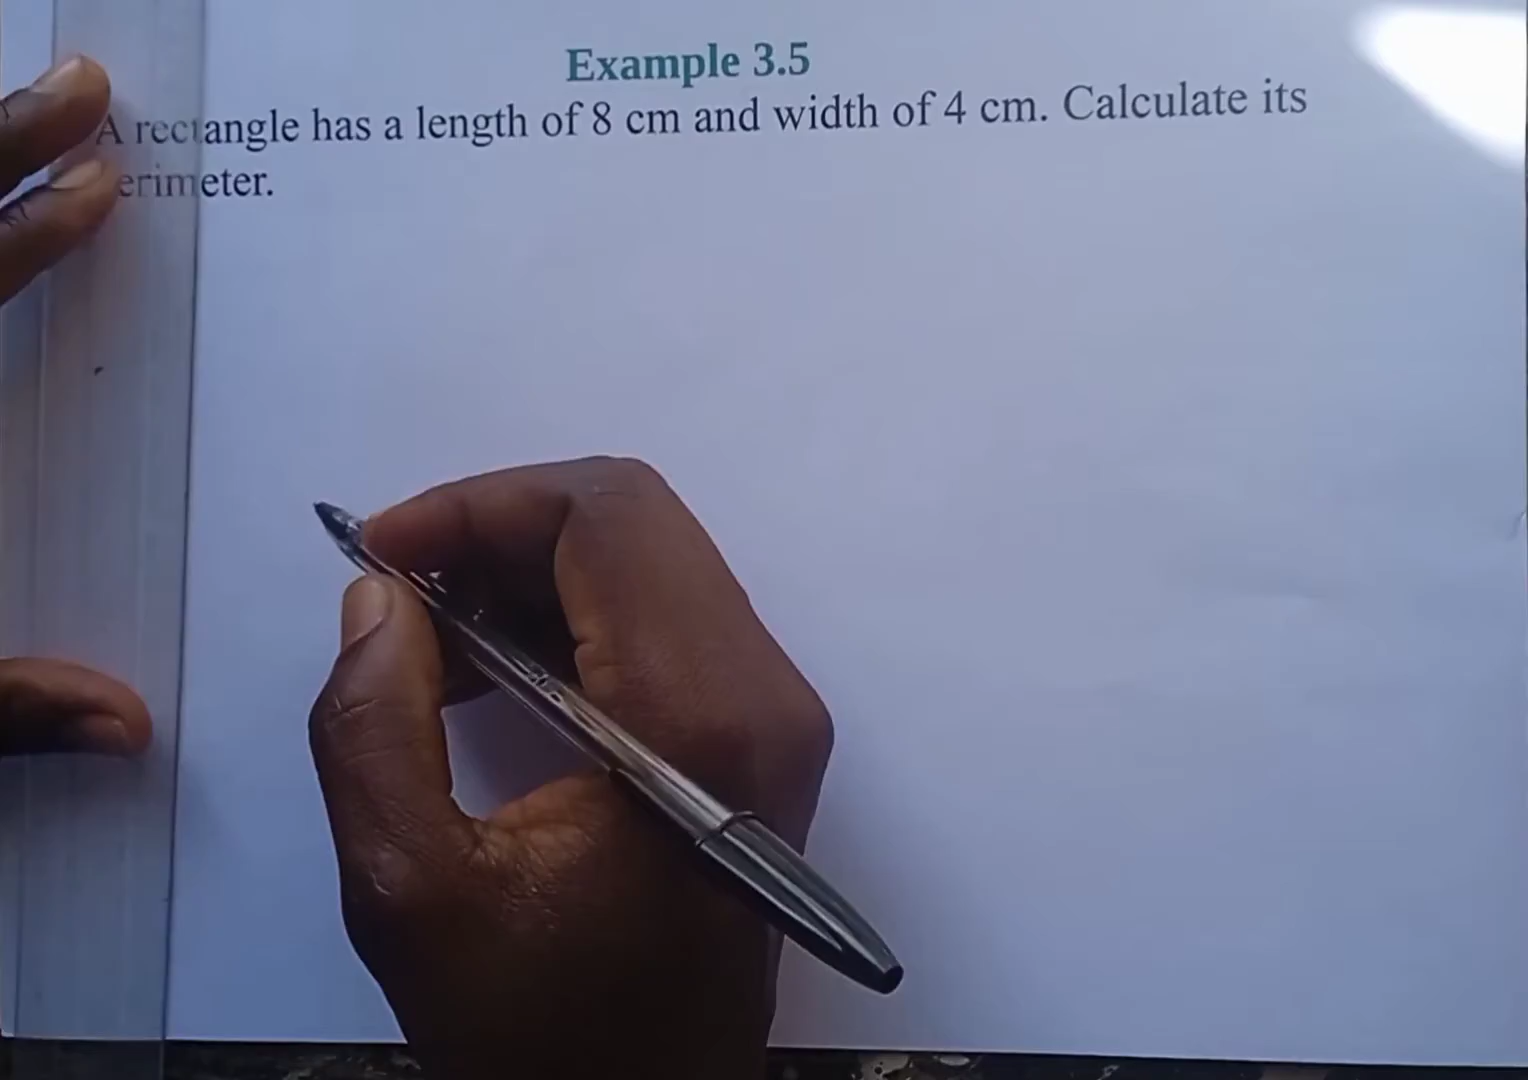 Example 3.5
A rectangle has a length of 8 cm and width of 4 cm. Calculate its
erimeter.